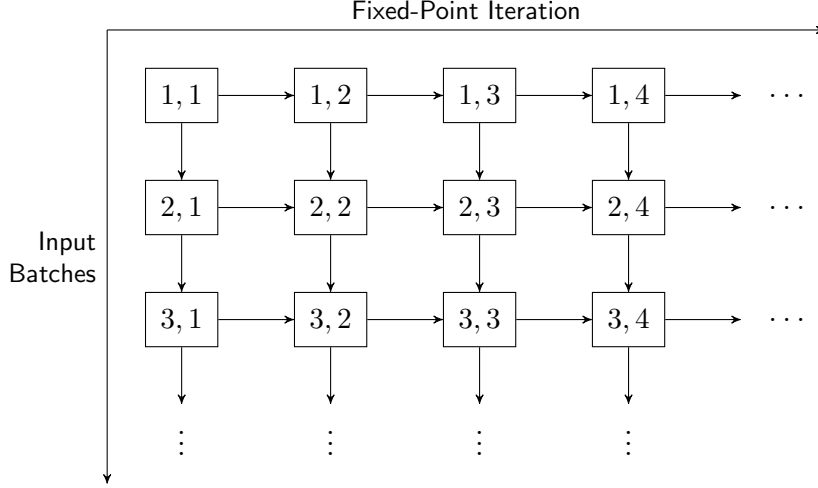 Fixed-Point Iteration
1, 1 1, 2 1, 3 1, 4 ···
Input
Batches
2, 1 2, 2 2, 3 2, 4 ···
3, 1 3, 2 3, 3 3, 4 ···
⋮ ⋮ ⋮ ⋮